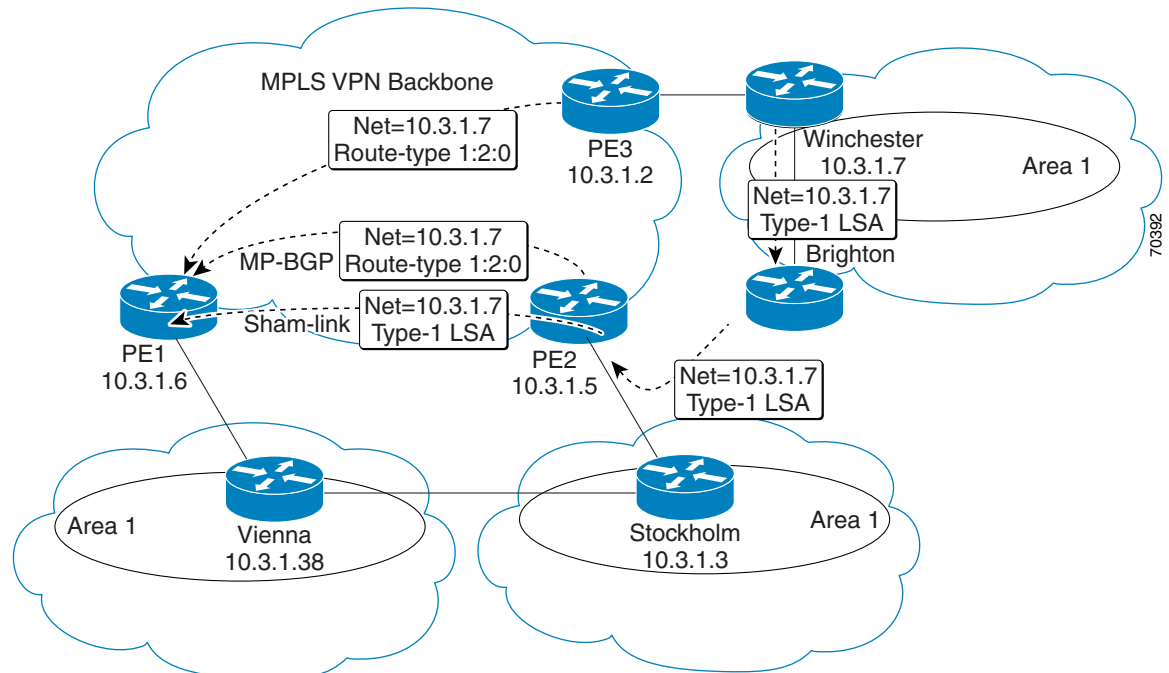 MPLS VPN Backbone
Net=10.3.1.7
Route-type 1:2:0
PE3
10.3.1.2
Winchester
10.3.1.7
Area 1
Net=10.3.1.7
Type-1 LSA
Brighton
70392
Net=10.3.1.7
Route-type 1:2:0
MP-BGP
Net=10.3.1.7
Type-1 LSA
Sham-link
PE1
10.3.1.6
PE2
10.3.1.5
Net=10.3.1.7
Type-1 LSA
Area 1
Vienna
10.3.1.38
Stockholm
10.3.1.3
Area 1